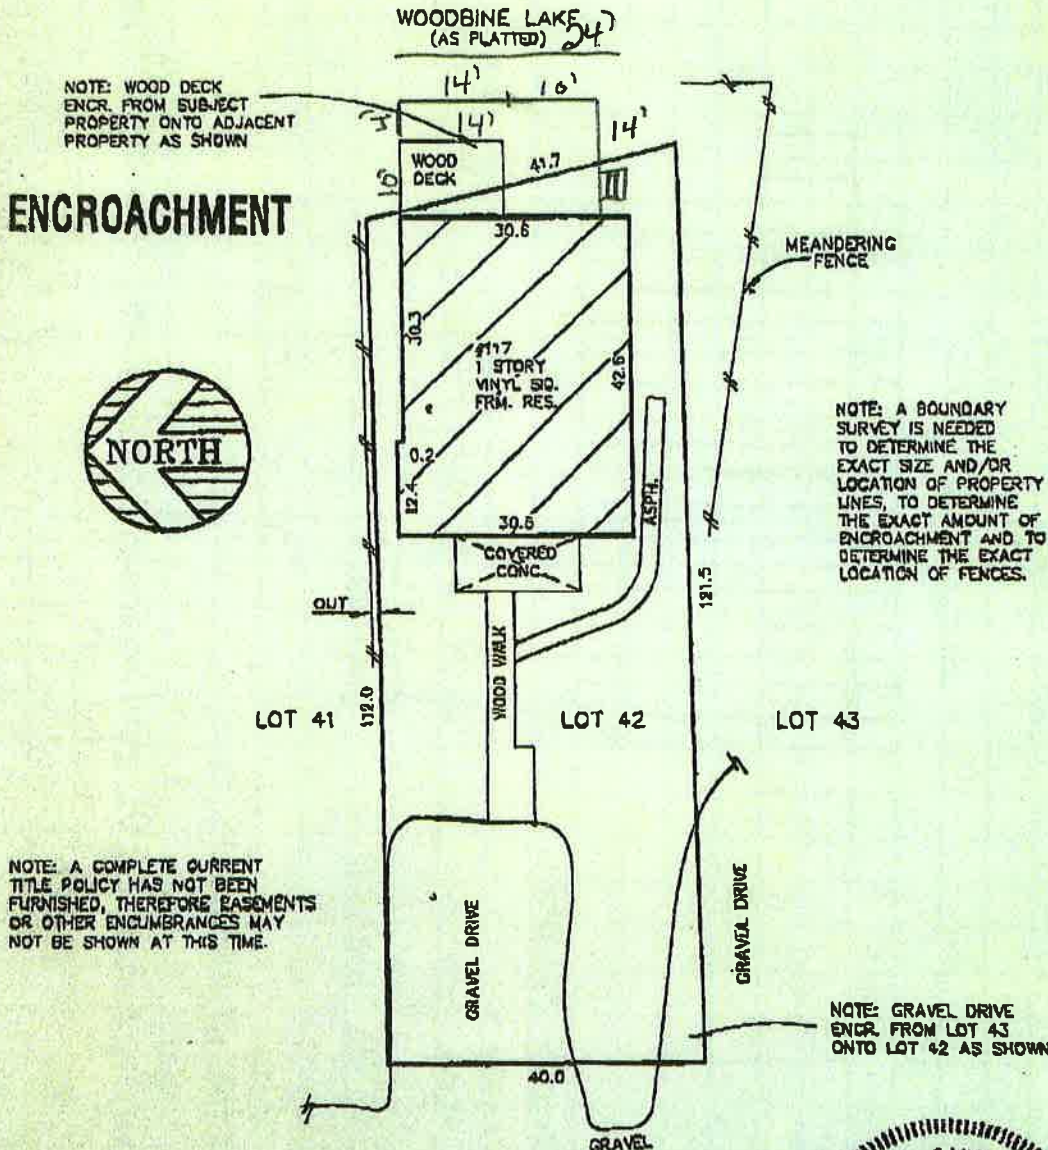 WOODBINE LAKE
(AS PLATTED) 24'
NOTE: WOOD DECK
ENCR. FROM SUBJECT
PROPERTY ONTO ADJACENT
PROPERTY AS SHOWN
14' 10'
4'
14'
14'
WOOD
DECK
10'
41.7
ENCROACHMENT
30.6
MEANDERING
FENCE
30.3
1 STORY
VINYL SID.
FRM. RES.
42.6
NORTH
NOTE: A BOUNDARY
SURVEY IS NEEDED
TO DETERMINE THE
EXACT SIZE AND/OR
LOCATION OF PROPERTY
LINES, TO DETERMINE
THE EXACT AMOUNT OF
ENCROACHMENT AND TO
DETERMINE THE EXACT
LOCATION OF FENCES.
0.2
12.4
30.6
ASPH.
COVERED
CONC
OUT
121.5
WOOD WALK
112.0
LOT 41
LOT 42
LOT 43
NOTE: A COMPLETE CURRENT
TITLE POLICY HAS NOT BEEN
FURNISHED, THEREFORE EASEMENTS
OR OTHER ENCUMBRANCES MAY
NOT BE SHOWN AT THIS TIME.
GRAVEL DRIVE
GRAVEL DRIVE
NOTE: GRAVEL DRIVE
ENCR. FROM LOT 43
ONTO LOT 42 AS SHOWN
40.0
GRAVEL